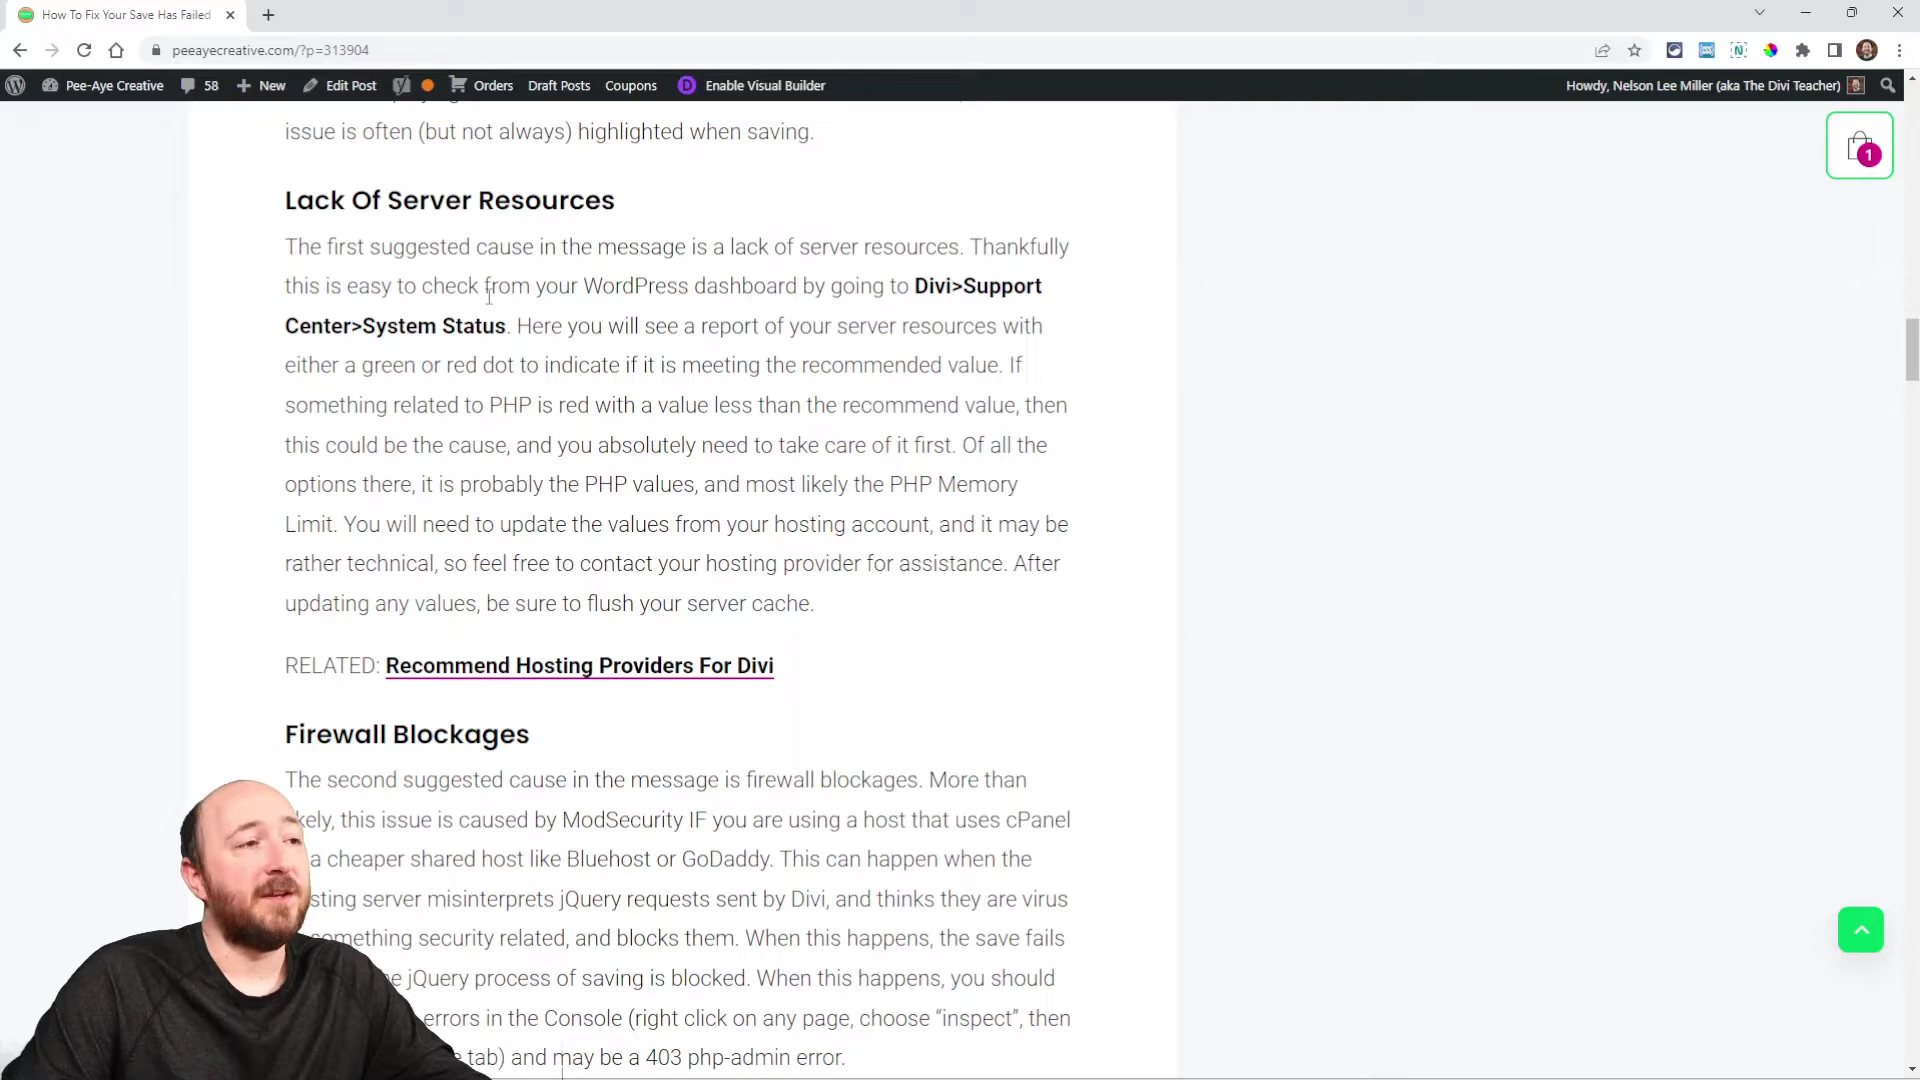 How To Fix Your Save Has Failed
peeayecreative.com/?p=313904
Pee-Aye Creative 58 New Edit Post Orders Draft Posts Coupons D Enable Visual Builder Howdy, Nelson Lee Miller (aka The Divi Teacher)
issue is often (but not always) highlighted when saving.
1
Lack Of Server Resources
The first suggested cause in the message is a lack of server resources. Thankfully
this is easy to check from your WordPress dashboard by going to Divi>Support
Center>System Status. Here you will see a report of your server resources with
either a green or red dot to indicate if it is meeting the recommended value. If
something related to PHP is red with a value less than the recommend value, then
this could be the cause, and you absolutely need to take care of it first. Of all the
options there, it is probably the PHP values, and most likely the PHP Memory
Limit. You will need to update the values from your hosting account, and it may be
rather technical, so feel free to contact your hosting provider for assistance. After
updating any values, be sure to flush your server cache.
RELATED: Recommend Hosting Providers For Divi
Firewall Blockages
The second suggested cause in the message is firewall blockages. More than
this issue is caused by ModSecurity IF you are using a host that uses cPanel
a cheaper shared host like Bluehost or GoDaddy. This can happen when the
server misinterprets jQuery requests sent by Divi, and thinks they are virus
something security related, and blocks them. When this happens, the save fails
jQuery process of saving is blocked. When this happens, you should
errors in the Console (right click on any page, choose “inspect”, then
tab) and may be a 403 php-admin error.